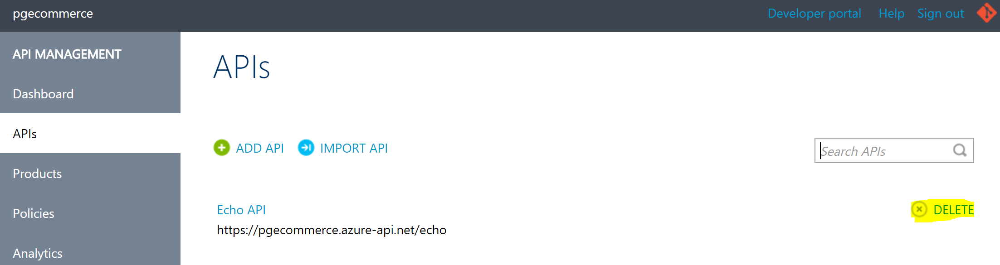 pgecommerce
Developer portal Help Sign out
API MANAGEMENT
Dashboard
APIs
Products
Policies
Analytics
APIs
ADD API IMPORT API
Search APIs
Echo API
DELETE
https://pgecommerce.azure-api.net/echo